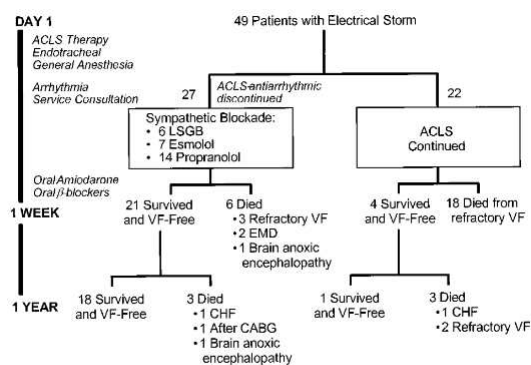 DAY 1
49 Patients with Electrical Storm
ACLS Therapy
Endotracheal
General Anesthesia
Arrhythmia
Service Consultation
27
ACLS antiarrhythmic
discontinued
22
Sympathetic Blockade:
• 6 LSGB
• 7 Esmolol
• 14 Propranolol
ACLS
Continued
Oral Amiodarone
Oral β-blockers
1 WEEK
21 Survived
and VF-Free
6 Died
• 3 Refractory VF
• 2 EMD
• 1 Brain anoxic
encephalopathy
4 Survived
and VF-Free
18 Died from
refractory VF
1 YEAR
18 Survived
and VF-Free
3 Died
• 1 CHF
• 1 After CABG
• 1 Brain anoxic
encephalopathy
1 Survived
and VF-Free
3 Died
• 1 CHF
• 2 Refractory VF